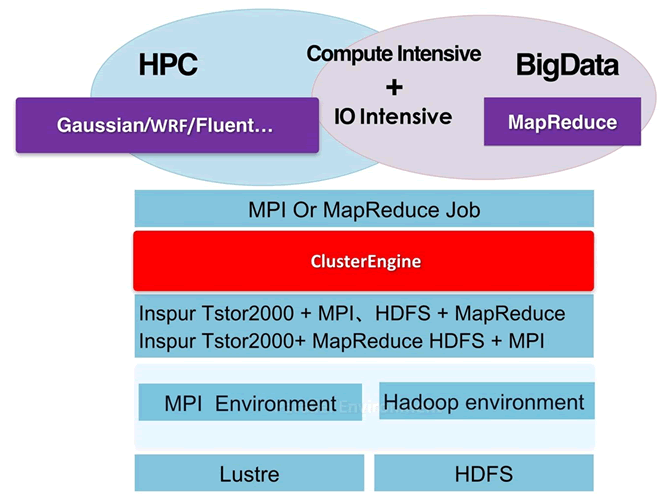 HPC
Compute Intensive
+
IO Intensive
BigData
Gaussian/WRF/Fluent...
MapReduce
MPI Or MapReduce Job
ClusterEngine
Inspur Tstor2000 + MPI、HDFS + MapReduce
Inspur Tstor2000+ MapReduce HDFS + MPI
MPI Environment
Hadoop environment
Lustre
HDFS